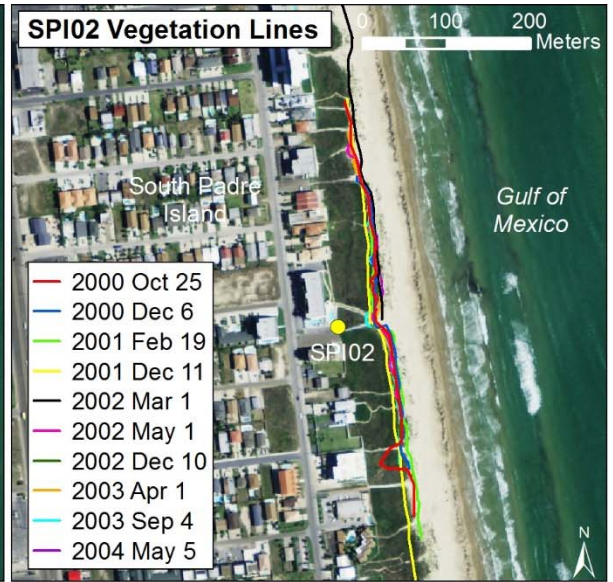 SPI02 Vegetation Lines
0 100 200
Meters
South Padre
Island
Gulf of
Mexico
SPI02
2000 Oct 25
2000 Dec 6
2001 Feb 19
2001 Dec 11
2002 Mar 1
2002 May 1
2002 Dec 10
2003 Apr 1
2003 Sep 4
2004 May 5
N